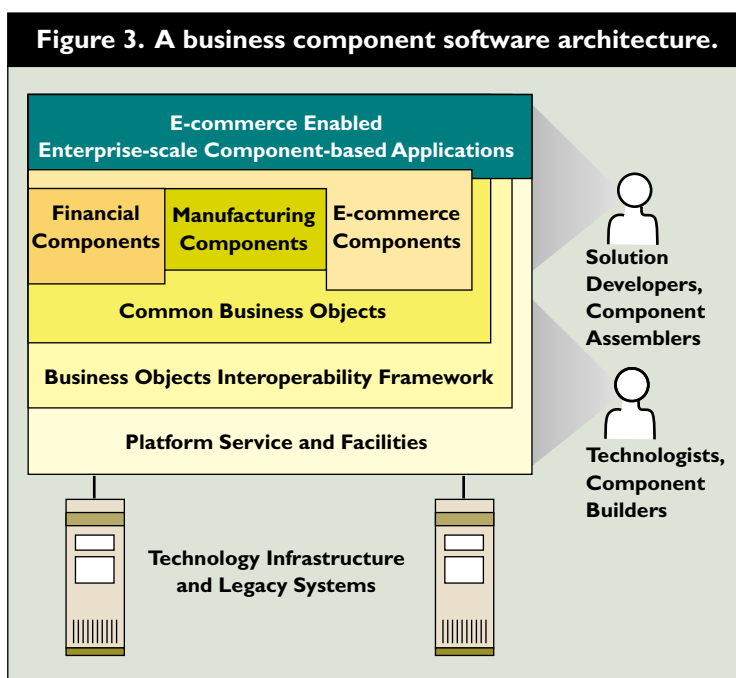 Figure 3. A business component software architecture.
E-commerce Enabled
Enterprise-scale Component-based Applications
Financial
Components
Manufacturing
Components
E-commerce
Components
Common Business Objects
Business Objects Interoperability Framework
Platform Service and Facilities
Solution
Developers,
Component
Assemblers
Technologists,
Component
Builders
Technology Infrastructure
and Legacy Systems